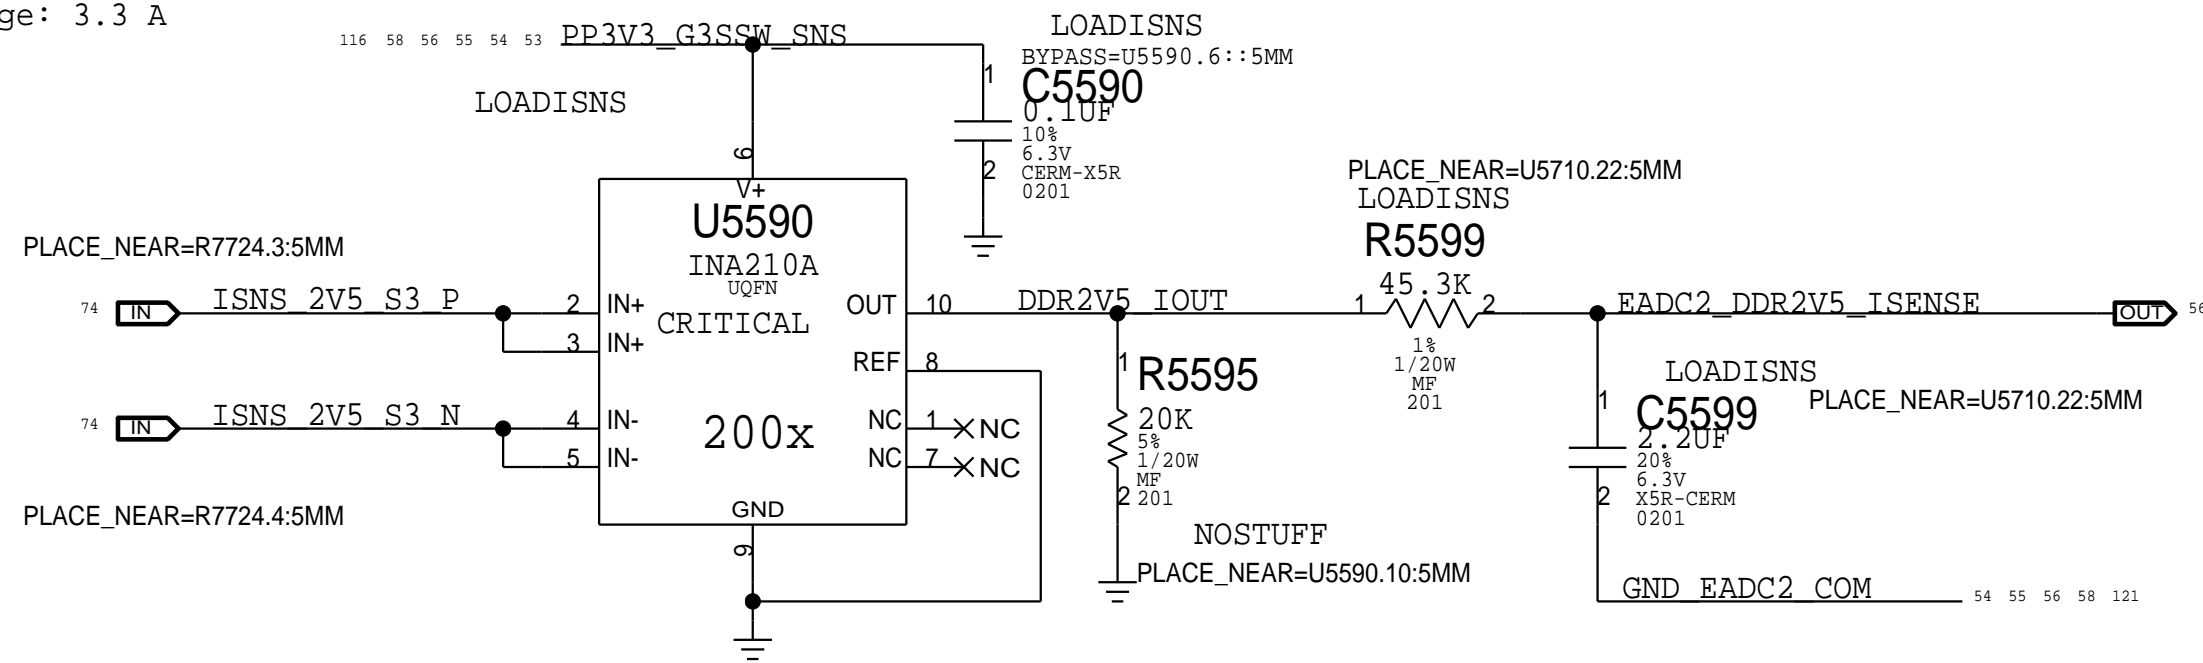 ge: 3.3 A
116 58 56 55 54 53 PP3V3_G3SSW_SNS
LOADISNS
BYPASS=U5590.6::5MM
C5590
0.1UF
10%
6.3V
CERM-X5R
0201
1
2
LOADISNS
6
V+
U5590
INA210A
UQFN
CRITICAL
200x
PLACE_NEAR=R7724.3:5MM
74 IN ISNS_2V5_S3_P 2 IN+
3 IN+
74 IN ISNS_2V5_S3_N 4 IN-
5 IN-
PLACE_NEAR=R7724.4:5MM
OUT 10 DDR2V5_IOUT
REF 8
NC 1 NC
NC 7 NC
GND
9
PLACE_NEAR=U5710.22:5MM
LOADISNS
R5599
45.3K
1 2
1%
1/20W
MF
201
1
R5595
20K
5%
1/20W
MF
2 201
NOSTUFF
PLACE_NEAR=U5590.10:5MM
EADC2_DDR2V5_ISENSE OUT 56
LOADISNS
PLACE_NEAR=U5710.22:5MM
1
C5599
2.2UF
20%
6.3V
2 X5R-CERM
0201
GND_EADC2_COM 54 55 56 58 121